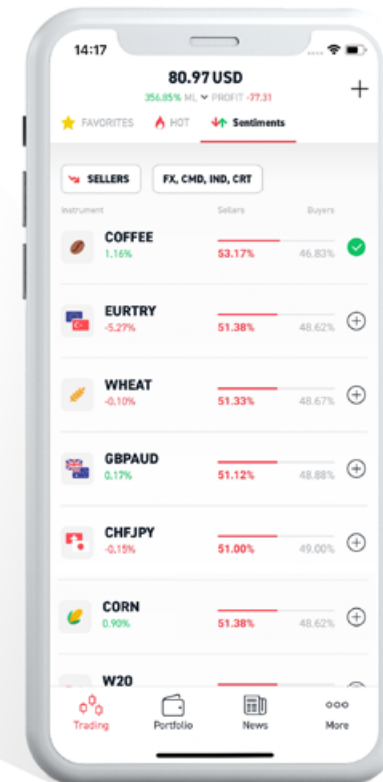 14:17
80.97 USD
356.85% ML PROFIT -77.31
FAVORITES HOT Sentiments
SELLERS FX, CMD, IND, CRT
Instrument Sellers Buyers
COFFEE
1.16% 53.17% 46.83%
EURTRY
-5.27% 51.38% 48.62%
WHEAT
-0.10% 51.33% 48.67%
GBPAUD
0.17% 51.12% 48.88%
CHFJPY
-0.15% 51.00% 49.00%
CORN
0.90% 51.38% 48.62%
W20
Trading Portfolio News More